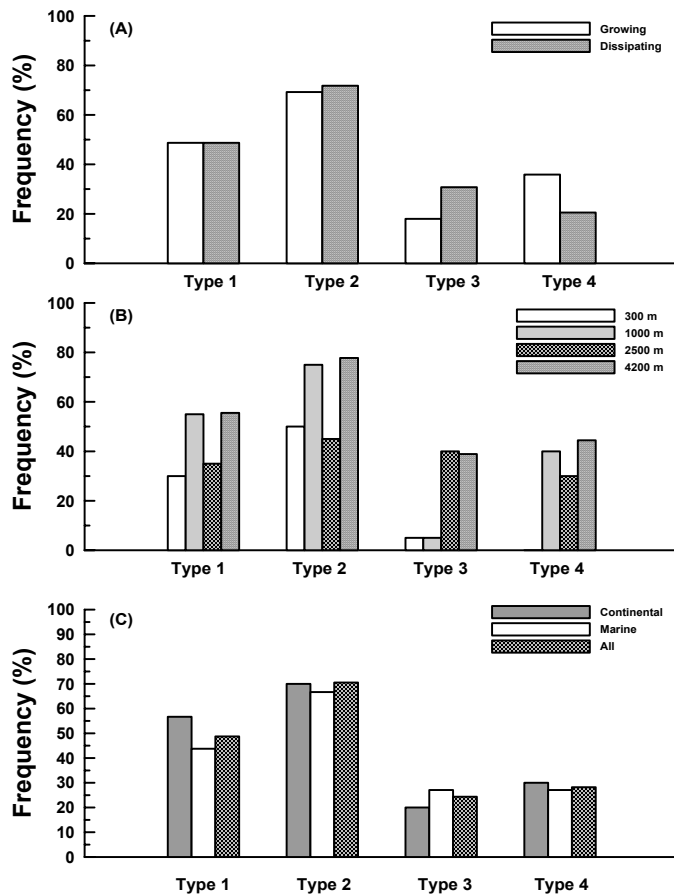 100
(A)
Growing
Dissipating
80
60
40
20
0
Frequency (%)
Type 1 Type 2 Type 3 Type 4
100
(B)
300 m
1000 m
2500 m
4200 m
80
60
40
20
0
Frequency (%)
Type 1 Type 2 Type 3 Type 4
100
(C)
Continental
Marine
All
90
80
70
60
50
40
30
20
10
0
Frequency (%)
Type 1 Type 2 Type 3 Type 4